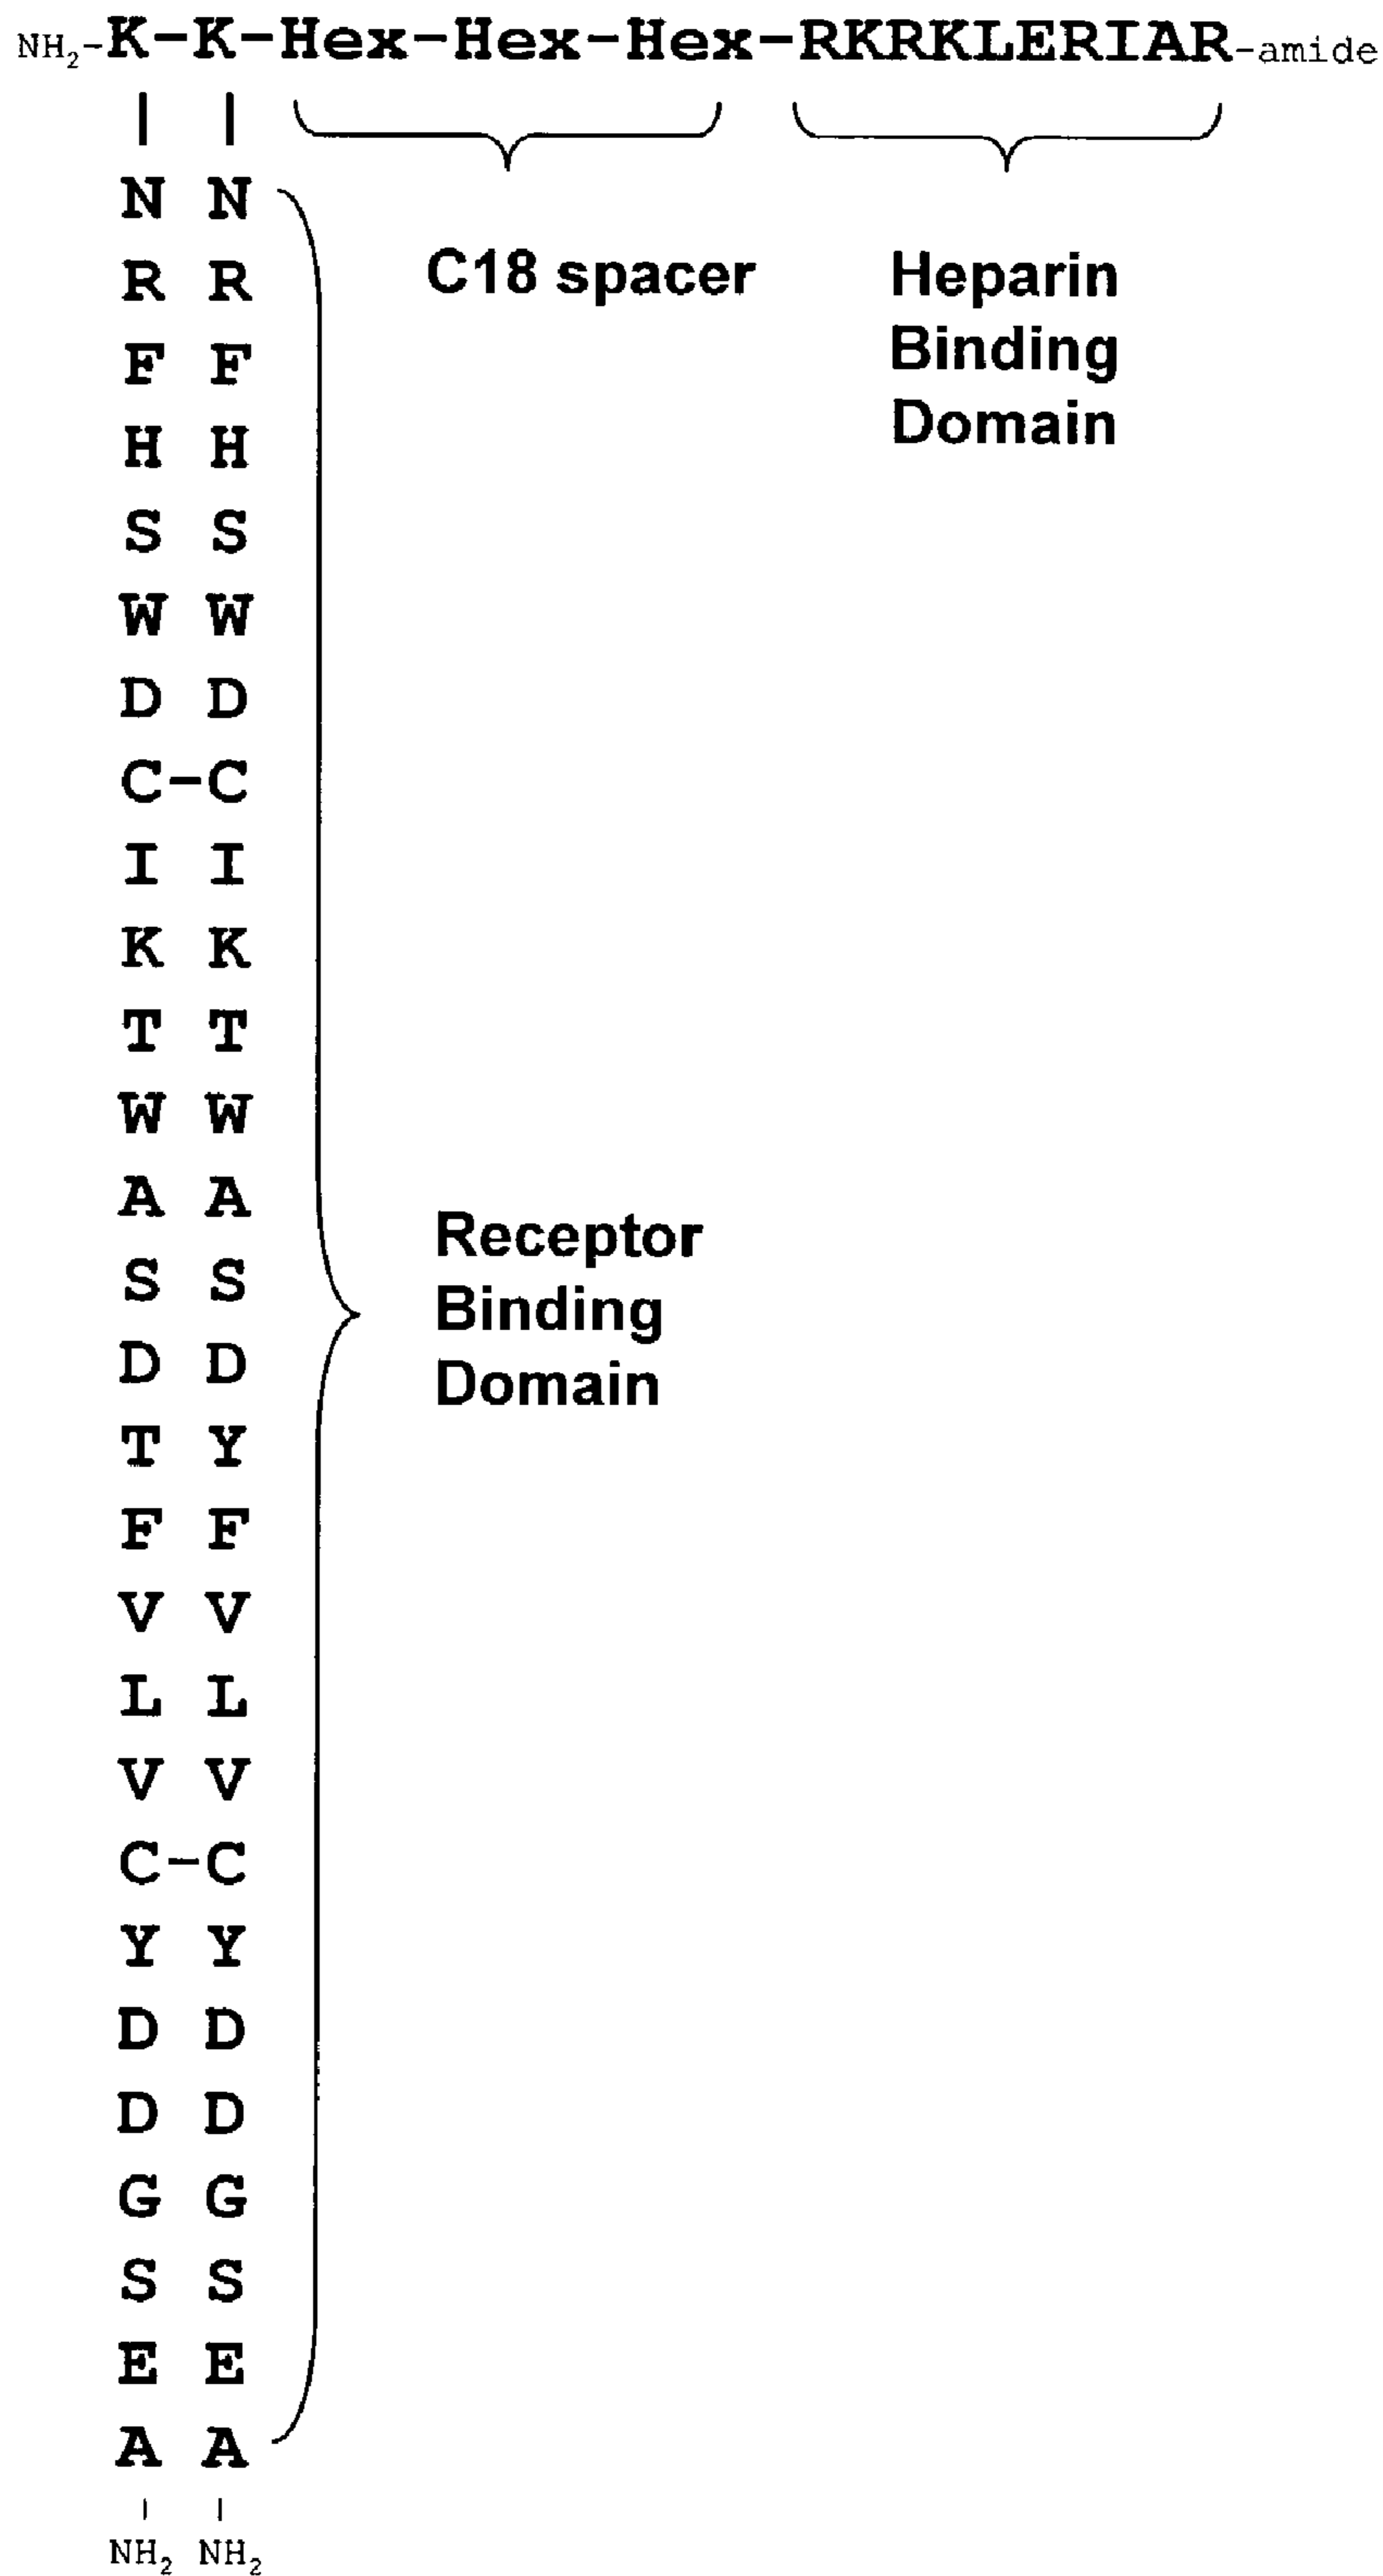 NH₂-K-K-Hex-Hex-Hex-RKRKLERIAR-amide
| |
N N
R R
F F
H H
S S
W W
D D
C-C
I I
K K
T T
W W
A A
S S
D D
T Y
F F
V V
L L
V V
C-C
Y Y
D D
D D
G G
S S
E E
A A
NH₂ NH₂
C18 spacer
Heparin
Binding
Domain
Receptor
Binding
Domain